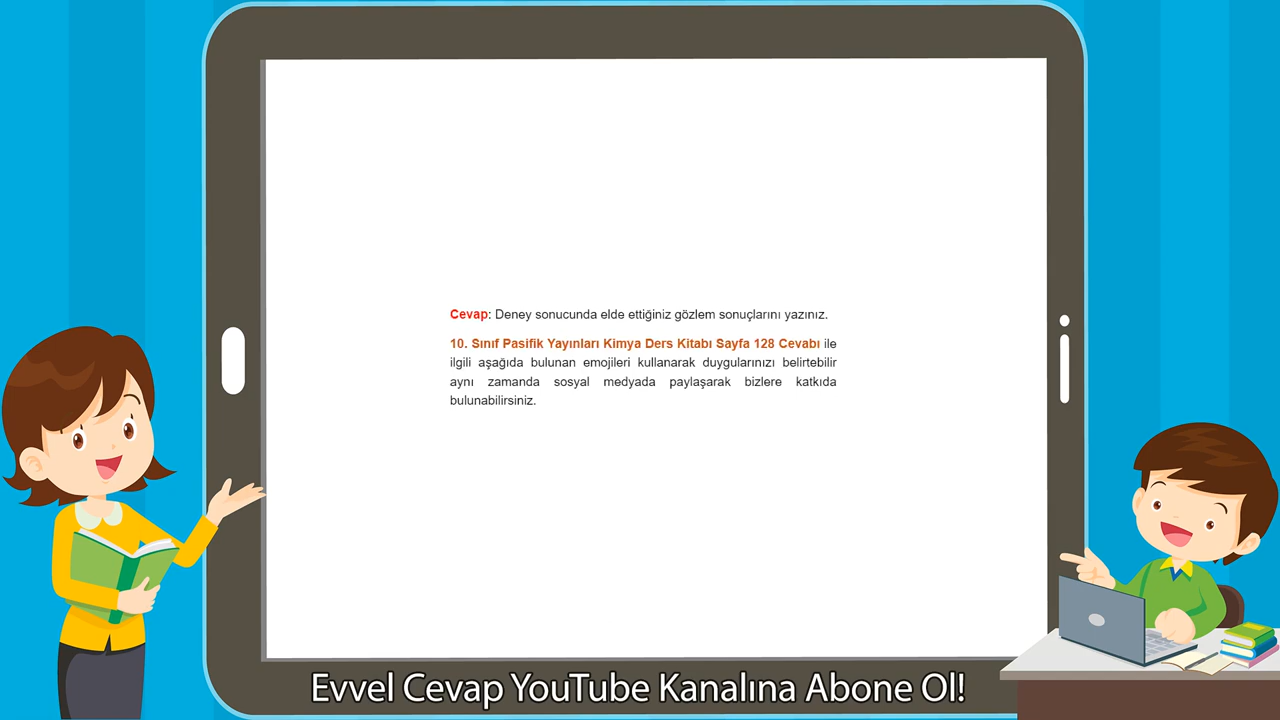 Cevap: Deney sonucunda elde ettiğiniz gözlem sonuçlarını yazınız.
10. Sınıf Pasifik Yayınları Kimya Ders Kitabı Sayfa 128 Cevabı ile
ilgili aşağıda bulunan emojileri kullanarak duygularınızı belirtebilir
aynı zamanda sosyal medyada paylaşarak bizlere katkıda
bulunabilirsiniz.
Evvel Cevap YouTube Kanalına Abone Ol!